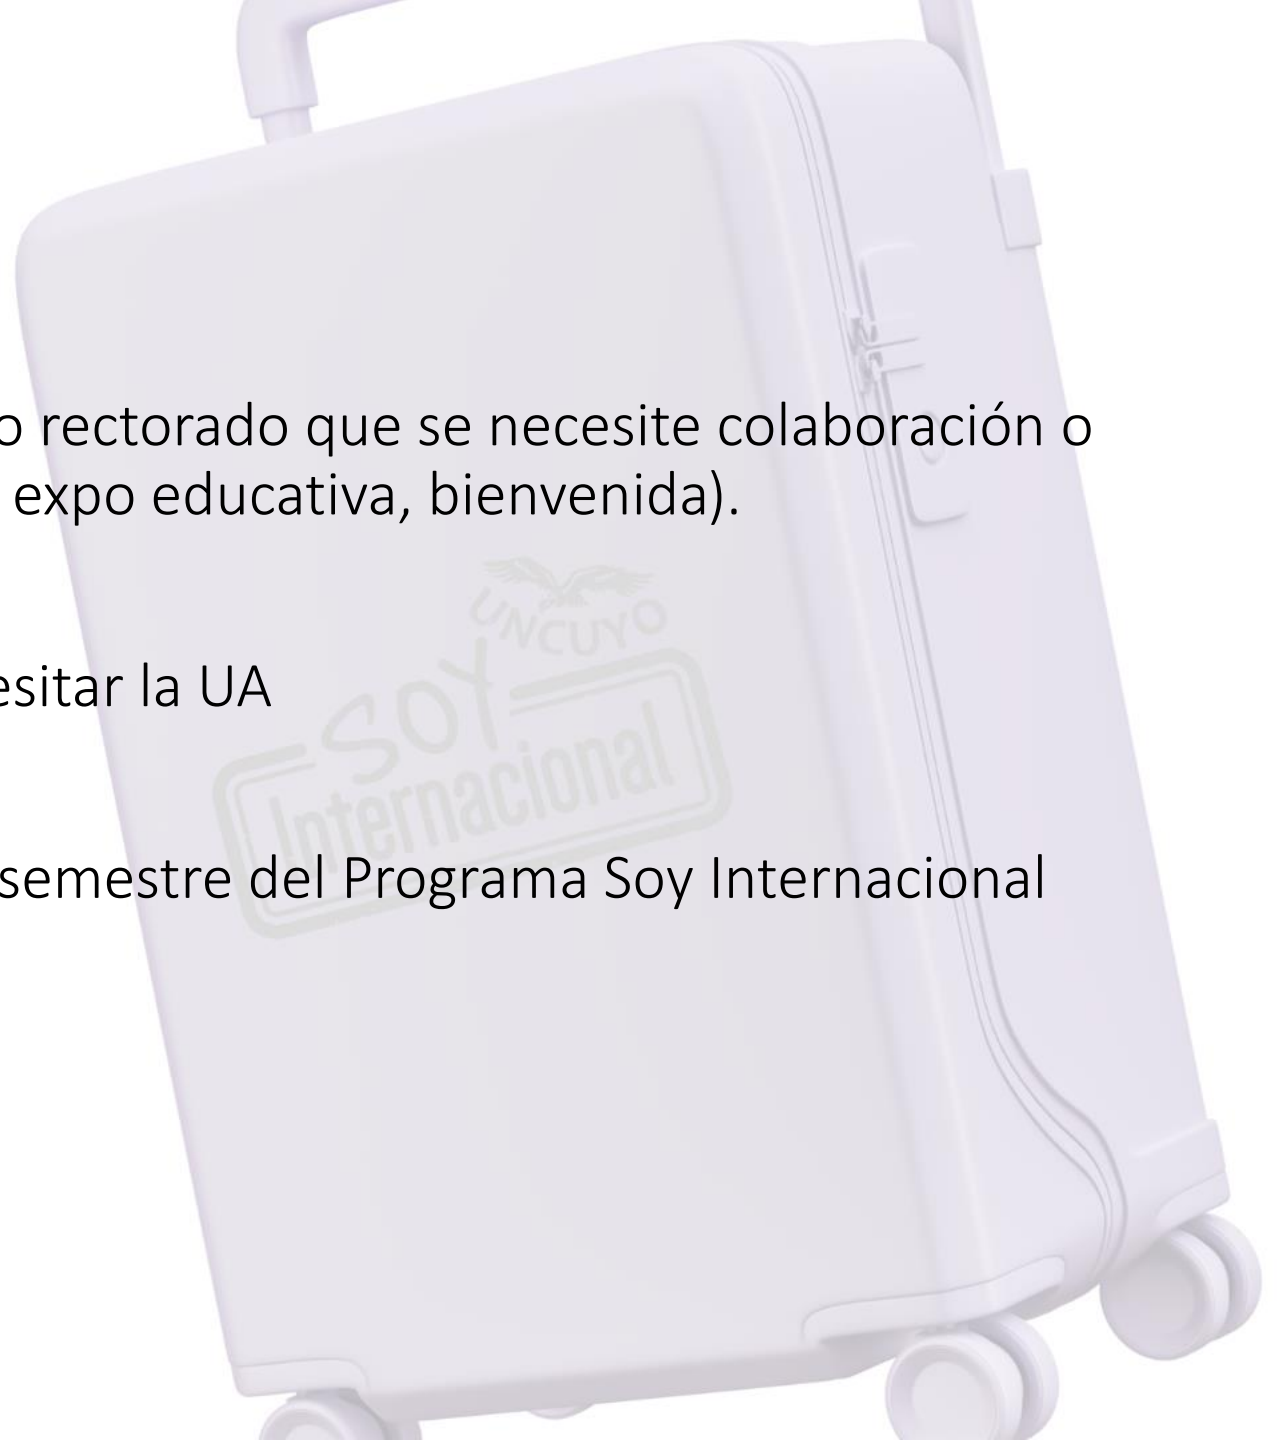 o rectorado que se necesite colaboración o
expo educativa, bienvenida).
UNCUYO
esitar la UA
SOY
Internacional
semestre del Programa Soy Internacional